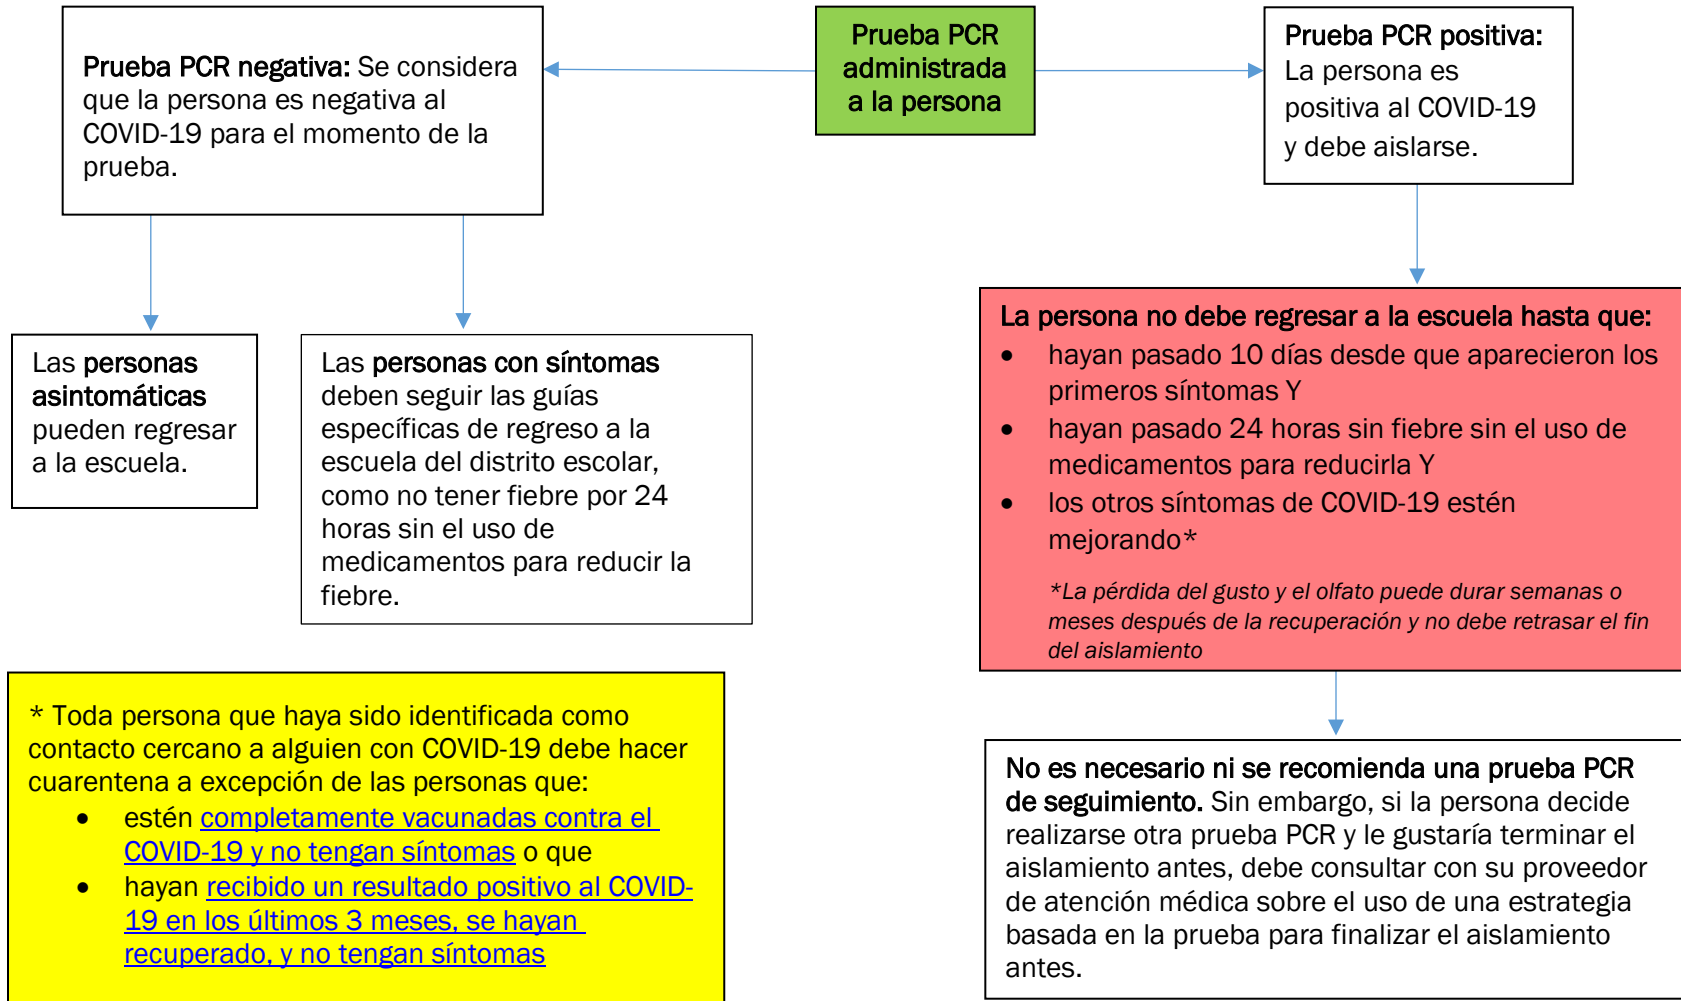 Prueba PCR
administrada
a la persona
Prueba PCR negativa: Se considera
que la persona es negativa al
COVID-19 para el momento de la
prueba.
Prueba PCR positiva:
La persona es
positiva al COVID-19
y debe aislarse.
Las personas
asintomáticas
pueden regresar
a la escuela.
Las personas con síntomas
deben seguir las guías
específicas de regreso a la
escuela del distrito escolar,
como no tener fiebre por 24
horas sin el uso de
medicamentos para reducir la
fiebre.
La persona no debe regresar a la escuela hasta que:
• hayan pasado 10 días desde que aparecieron los
primeros síntomas Y
• hayan pasado 24 horas sin fiebre sin el uso de
medicamentos para reducirla Y
• los otros síntomas de COVID-19 estén
mejorando*
*La pérdida del gusto y el olfato puede durar semanas o
meses después de la recuperación y no debe retrasar el fin
del aislamiento
* Toda persona que haya sido identificada como
contacto cercano a alguien con COVID-19 debe hacer
cuarentena a excepción de las personas que:
• estén completamente vacunadas contra el
COVID-19 y no tengan síntomas o que
• hayan recibido un resultado positivo al COVID-
19 en los últimos 3 meses, se hayan
recuperado, y no tengan síntomas
No es necesario ni se recomienda una prueba PCR
de seguimiento. Sin embargo, si la persona decide
realizarse otra prueba PCR y le gustaría terminar el
aislamiento antes, debe consultar con su proveedor
de atención médica sobre el uso de una estrategia
basada en la prueba para finalizar el aislamiento
antes.